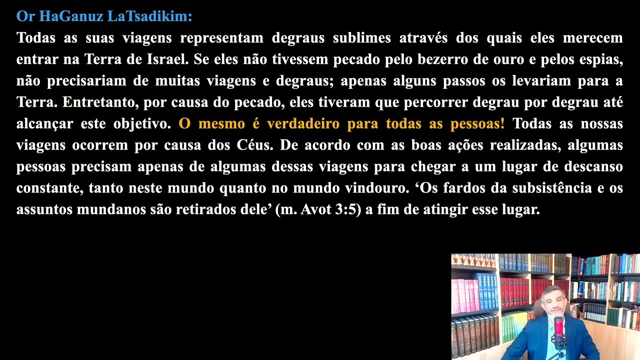 Or HaGanuz LaTsadikim:
Todas as suas viagens representam degraus sublimes através dos quais eles merecem
entrar na Terra de Israel. Se eles não tivessem pecado pelo bezerro de ouro e pelos espias,
não precisariam de muitas viagens e degraus; apenas alguns passos os levariam para a
Terra. Entretanto, por causa do pecado, eles tiveram que percorrer degrau por degrau até
alcançar este objetivo. O mesmo é verdadeiro para todas as pessoas! Todas as nossas
viagens ocorrem por causa dos Céus. De acordo com as boas ações realizadas, algumas
pessoas precisam apenas de algumas dessas viagens para chegar a um lugar de descanso
constante, tanto neste mundo quanto no mundo vindouro. ‘Os fardos da subsistência e os
assuntos mundanos são retirados dele’ (m. Avot 3:5) a fim de atingir esse lugar.